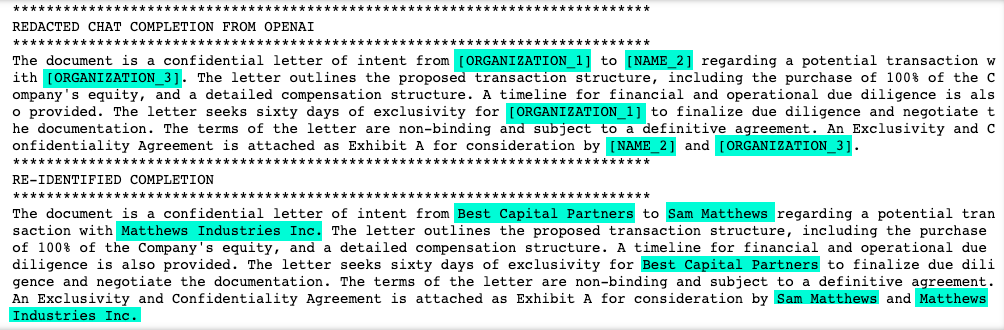 ******************************************************************************
REDACTED CHAT COMPLETION FROM OPENAI
******************************************************************************
The document is a confidential letter of intent from [ORGANIZATION_1] to [NAME_2] regarding a potential transaction w
ith [ORGANIZATION_3]. The letter outlines the proposed transaction structure, including the purchase of 100% of the C
ompany's equity, and a detailed compensation structure. A timeline for financial and operational due diligence is als
o provided. The letter seeks sixty days of exclusivity for [ORGANIZATION_1] to finalize due diligence and negotiate t
he documentation. The terms of the letter are non-binding and subject to a definitive agreement. An Exclusivity and C
onfidentiality Agreement is attached as Exhibit A for consideration by [NAME_2] and [ORGANIZATION_3].
******************************************************************************
RE-IDENTIFIED COMPLETION
******************************************************************************
The document is a confidential letter of intent from Best Capital Partners to Sam Matthews regarding a potential tran
saction with Matthews Industries Inc. The letter outlines the proposed transaction structure, including the purchase
of 100% of the Company's equity, and a detailed compensation structure. A timeline for financial and operational due
diligence is also provided. The letter seeks sixty days of exclusivity for Best Capital Partners to finalize due dili
gence and negotiate the documentation. The terms of the letter are non-binding and subject to a definitive agreement.
An Exclusivity and Confidentiality Agreement is attached as Exhibit A for consideration by Sam Matthews and Matthews
Industries Inc.